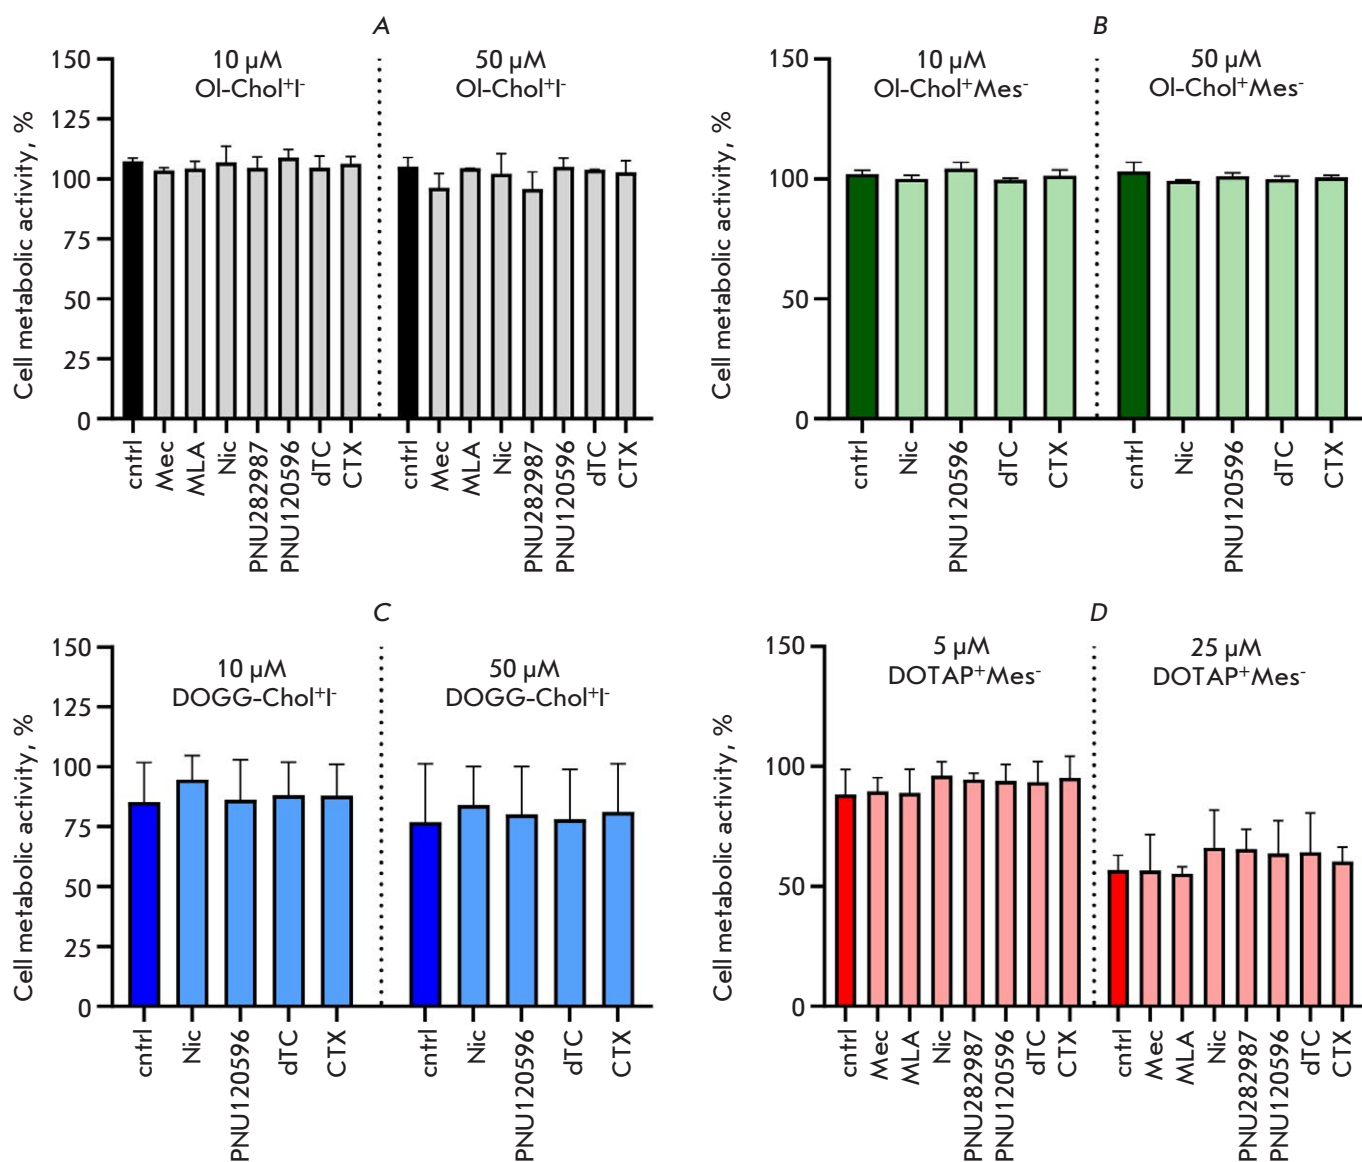 A
Cell metabolic activity, %
150
125
100
75
50
25
0
10 µM
Ol-Chol⁺I⁻
50 µM
Ol-Chol⁺I⁻
cntrl
Mec
MLA
Nic
PNU282987
PNU120596
dTC
CTX
cntrl
Mec
MLA
Nic
PNU282987
PNU120596
dTC
CTX
B
Cell metabolic activity, %
150
100
50
0
10 µM
Ol-Chol⁺Mes⁻
50 µM
Ol-Chol⁺Mes⁻
cntrl
Nic
PNU120596
dTC
CTX
cntrl
Nic
PNU120596
dTC
CTX
C
Cell metabolic activity, %
150
125
100
75
50
25
0
10 µM
DOGG-Chol⁺I⁻
50 µM
DOGG-Chol⁺I⁻
cntrl
Nic
PNU120596
dTC
CTX
cntrl
Nic
PNU120596
dTC
CTX
D
Cell metabolic activity, %
150
100
50
0
5 µM
DOTAP⁺Mes⁻
25 µM
DOTAP⁺Mes⁻
cntrl
Mec
MLA
Nic
PNU282987
PNU120596
dTC
CTX
cntrl
Mec
MLA
Nic
PNU282987
PNU120596
dTC
CTX